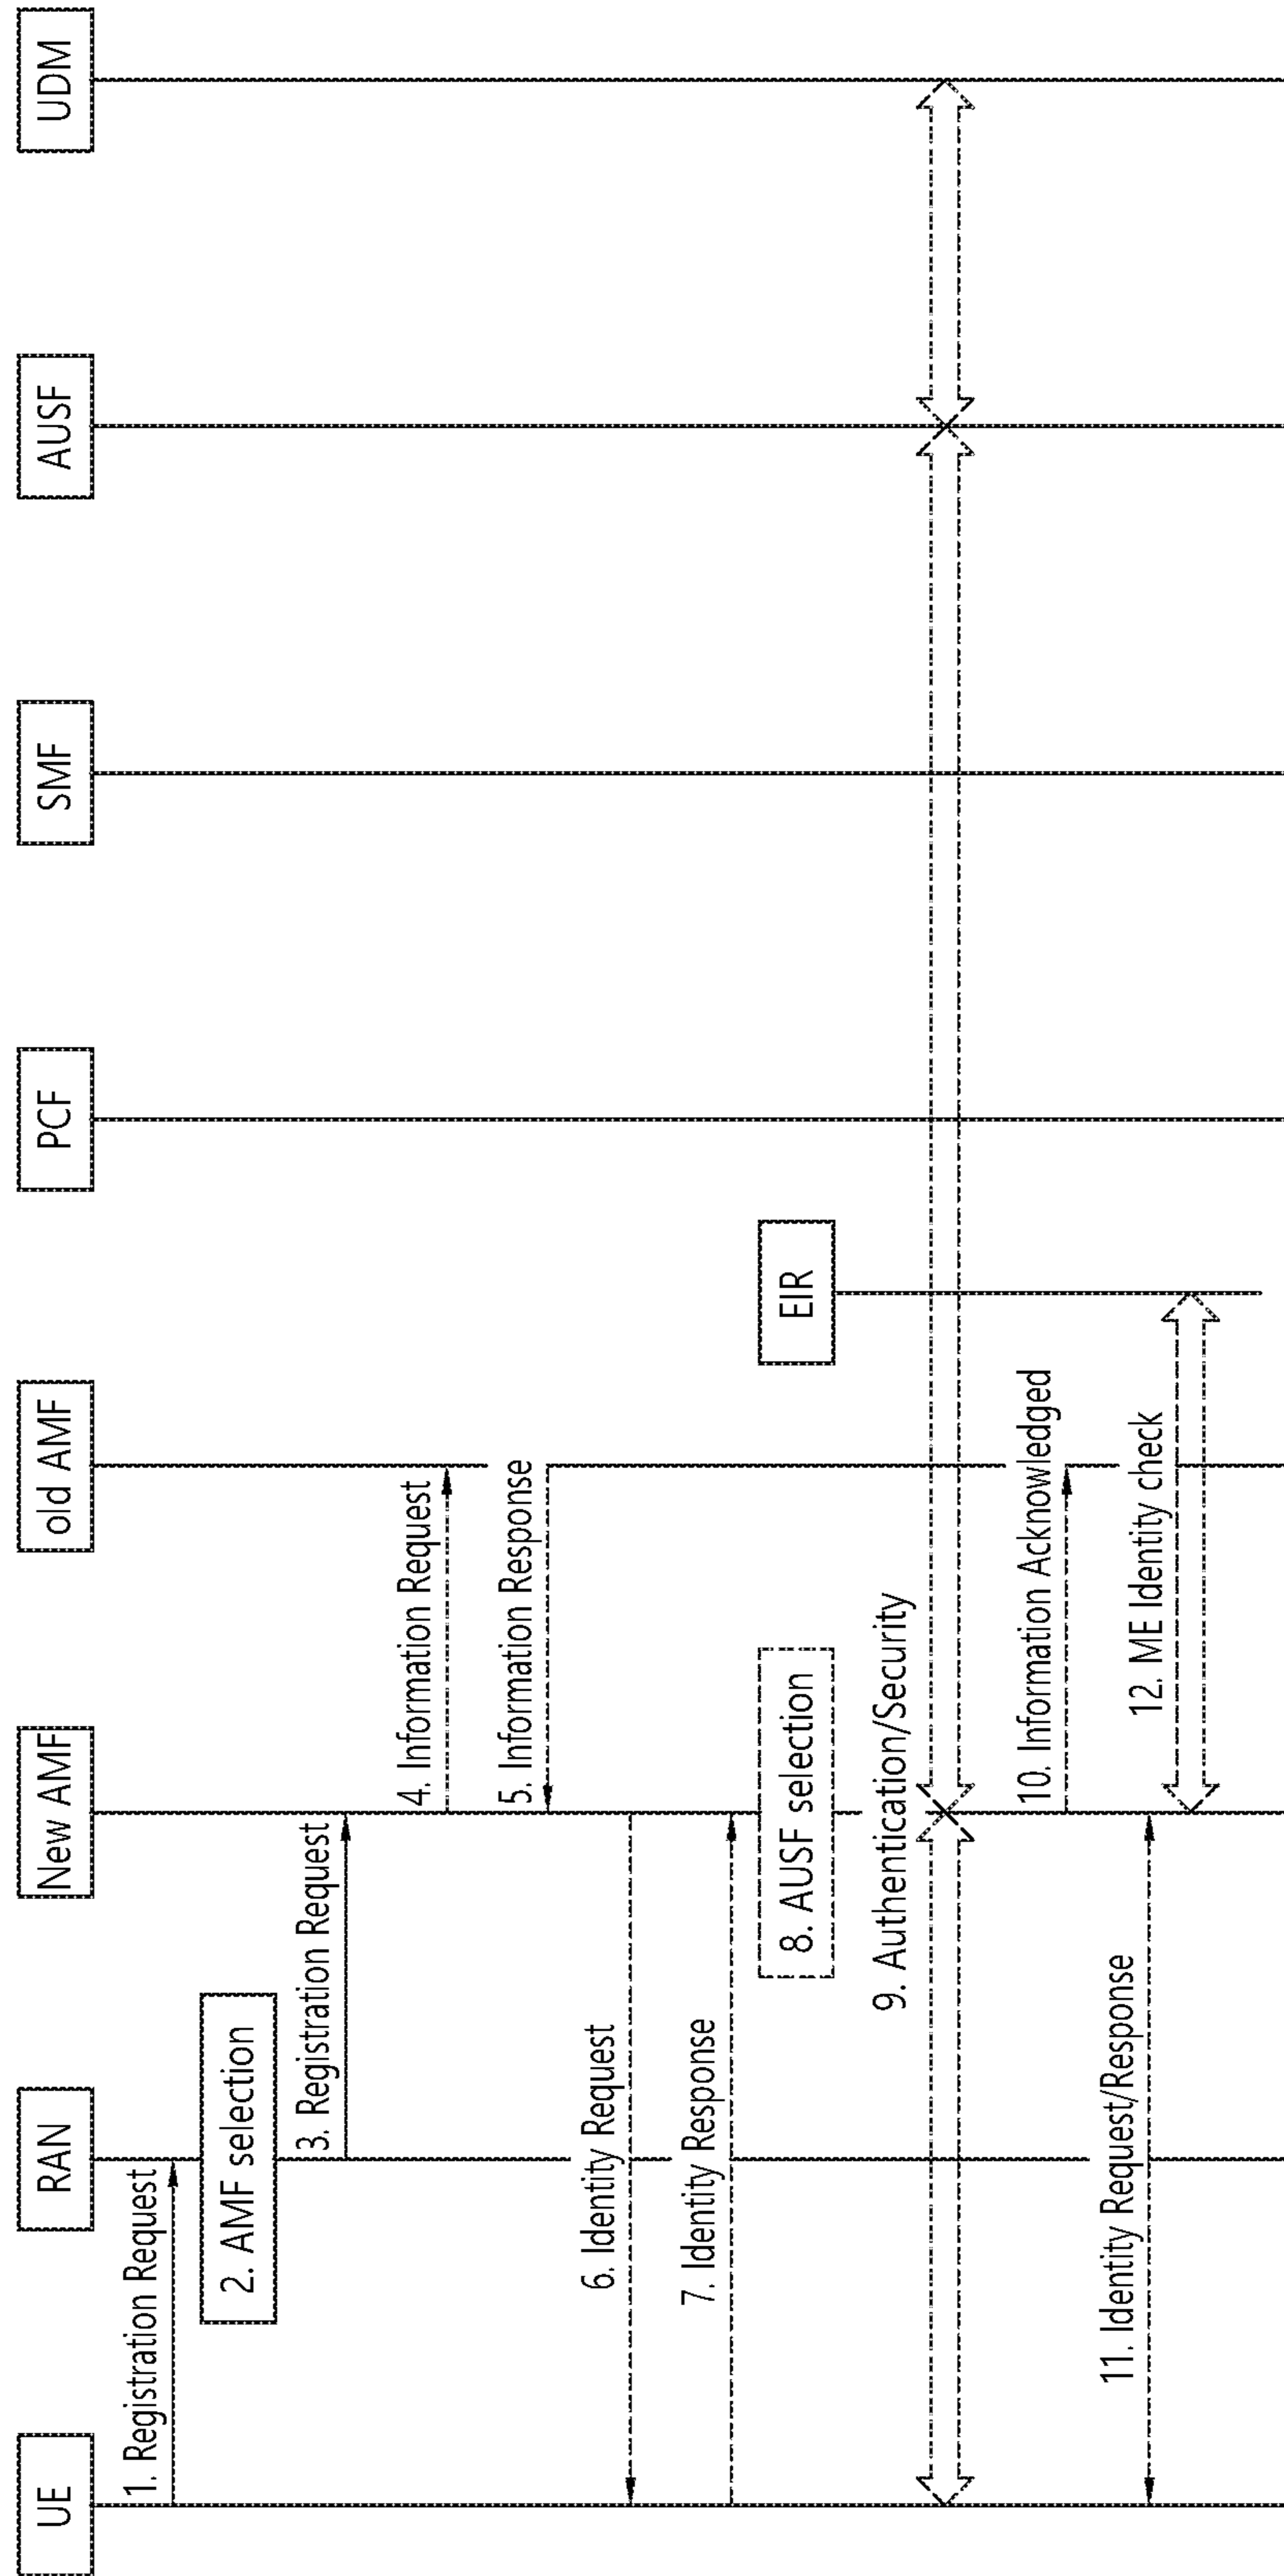 UE
RAN
New AMF
old AMF
PCF
SMF
AUSF
UDM
1. Registration Request
2. AMF selection
3. Registration Request
4. Information Request
5. Information Response
6. Identity Request
7. Identity Response
8. AUSF selection
EIR
9. Authentication/Security
10. Information Acknowledged
11. Identity Request/Response
12. ME Identity check